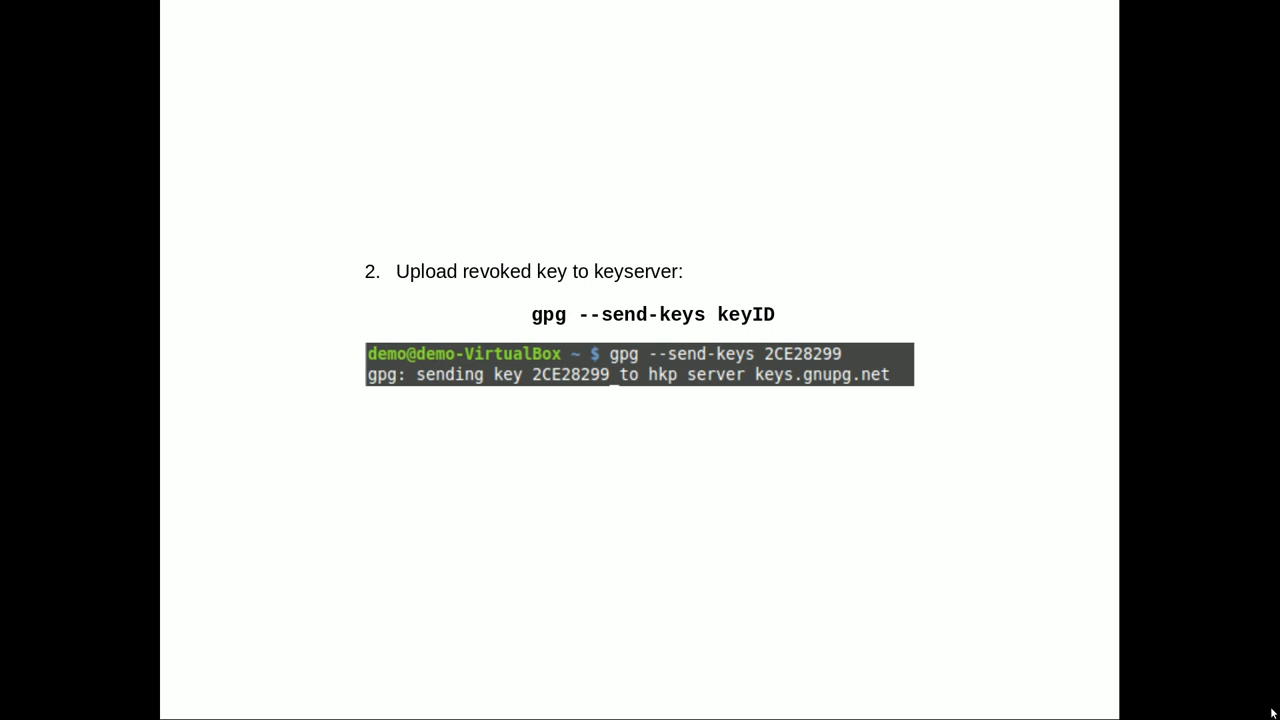 2. Upload revoked key to keyserver:
gpg --send-keys keyID
demo@demo-VirtualBox ~ $ gpg --send-keys 2CE28299
gpg: sending key 2CE28299 to hkp server keys.gnupg.net